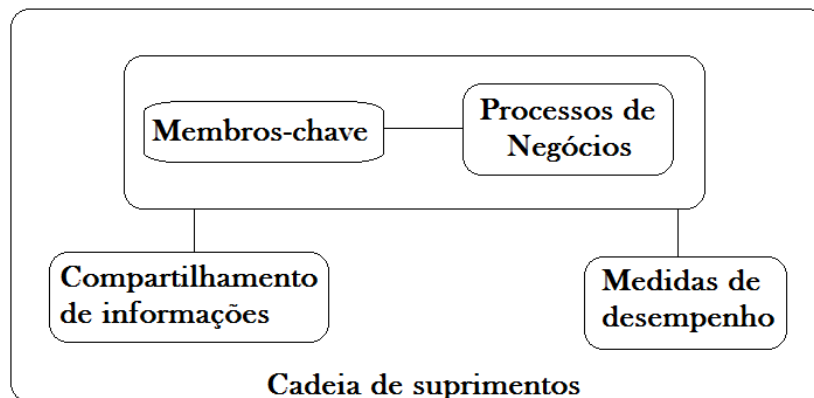 Membros-chave
Processos de
Negócios
Compartilhamento
de informações
Medidas de
desempenho
Cadeia de suprimentos